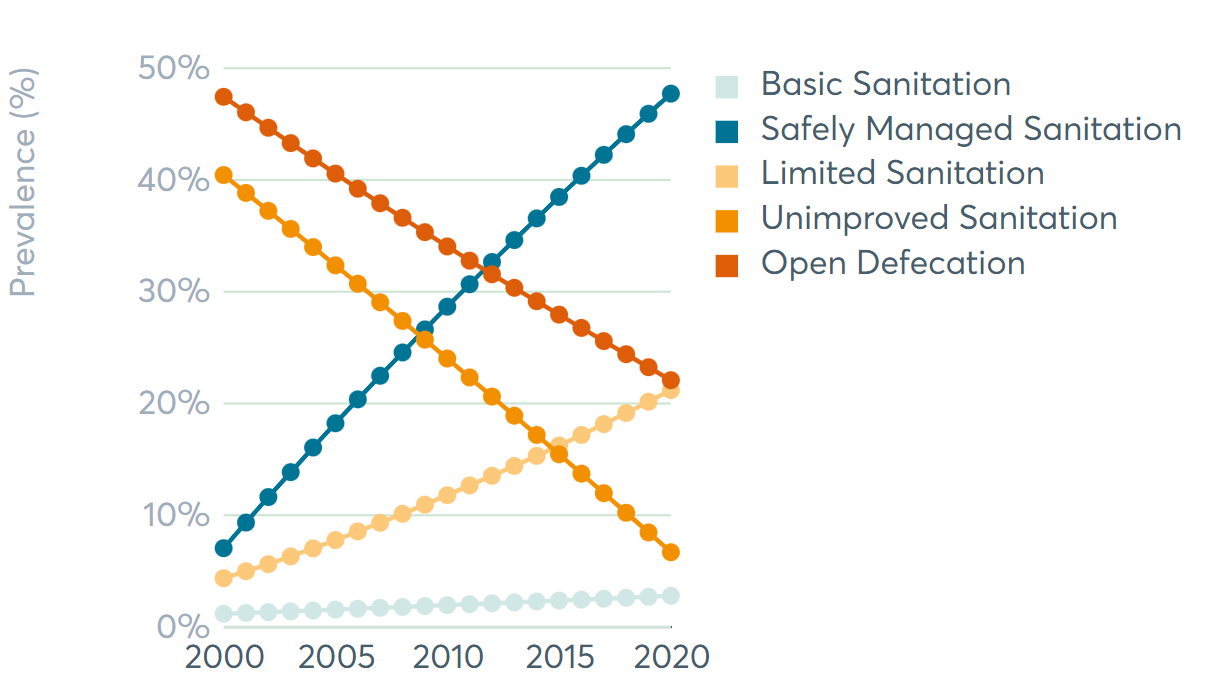 Prevalence (%)
50%
40%
30%
20%
10%
0%
2000 2005 2010 2015 2020
Basic Sanitation
Safely Managed Sanitation
Limited Sanitation
Unimproved Sanitation
Open Defecation